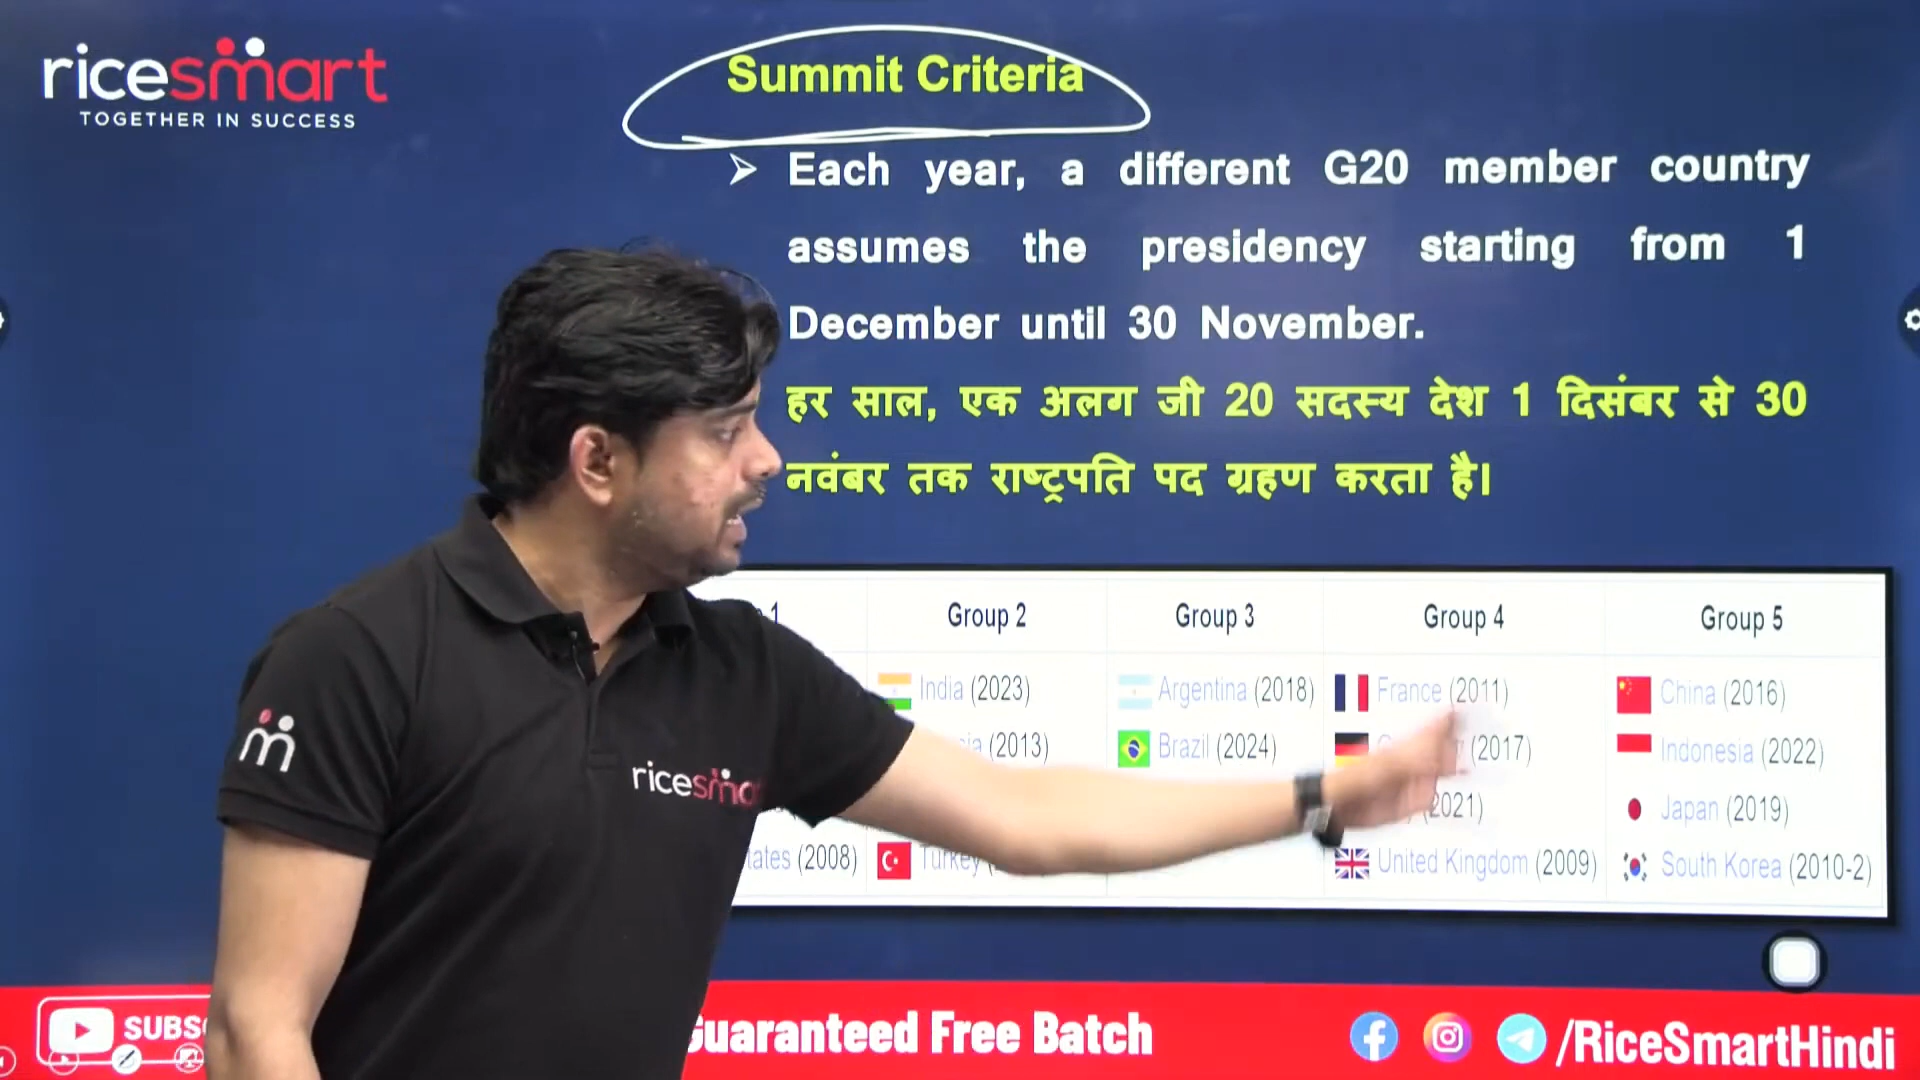 ricesmart
TOGETHER IN SUCCESS
Summit Criteria
Each year, a different G20 member country
assumes the presidency starting from 1
December until 30 November.
हर साल, एक अलग जी 20 सदस्य देश 1 दिसंबर से 30
नवंबर तक राष्ट्रपति पद ग्रहण करता है।
1 Group 2 Group 3 Group 4 Group 5
India (2023) Argentina (2018) France (2011) China (2016)
(2013) Brazil (2024) (2017) Indonesia (2022)
(2021) Japan (2019)
(2008) Turkey United Kingdom (2009) South Korea (2010-2)
ricesm
Guaranteed Free Batch
/RiceSmartHindi